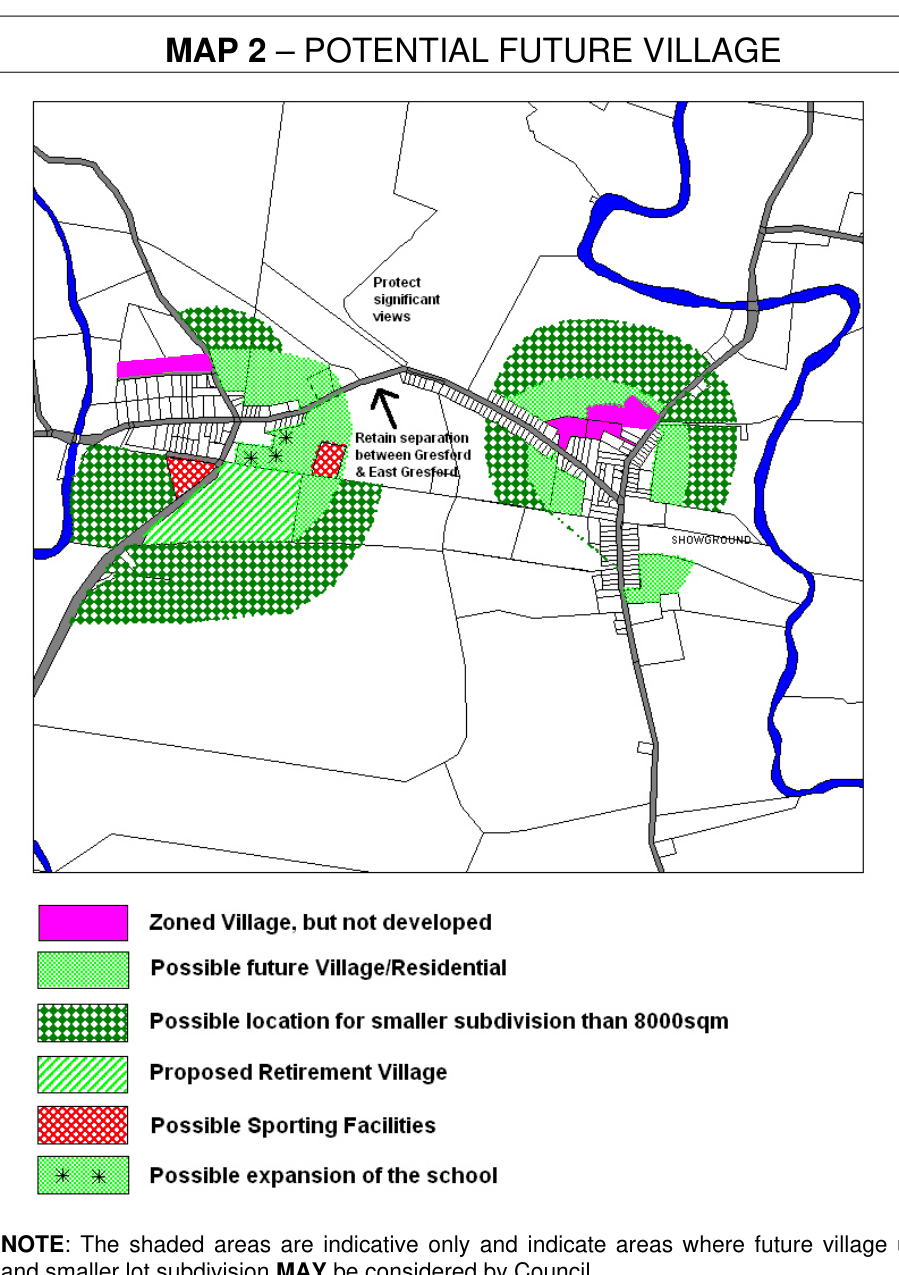 MAP 2 – POTENTIAL FUTURE VILLAGE
Protect
significant
views
Retain separation
between Gresford
& East Gresford
SHOWGROUND
Zoned Village, but not developed
Possible future Village/Residential
Possible location for smaller subdivision than 8000sqm
Proposed Retirement Village
Possible Sporting Facilities
Possible expansion of the school
NOTE: The shaded areas are indicative only and indicate areas where future village
and smaller lot subdivision MAY be considered by Council